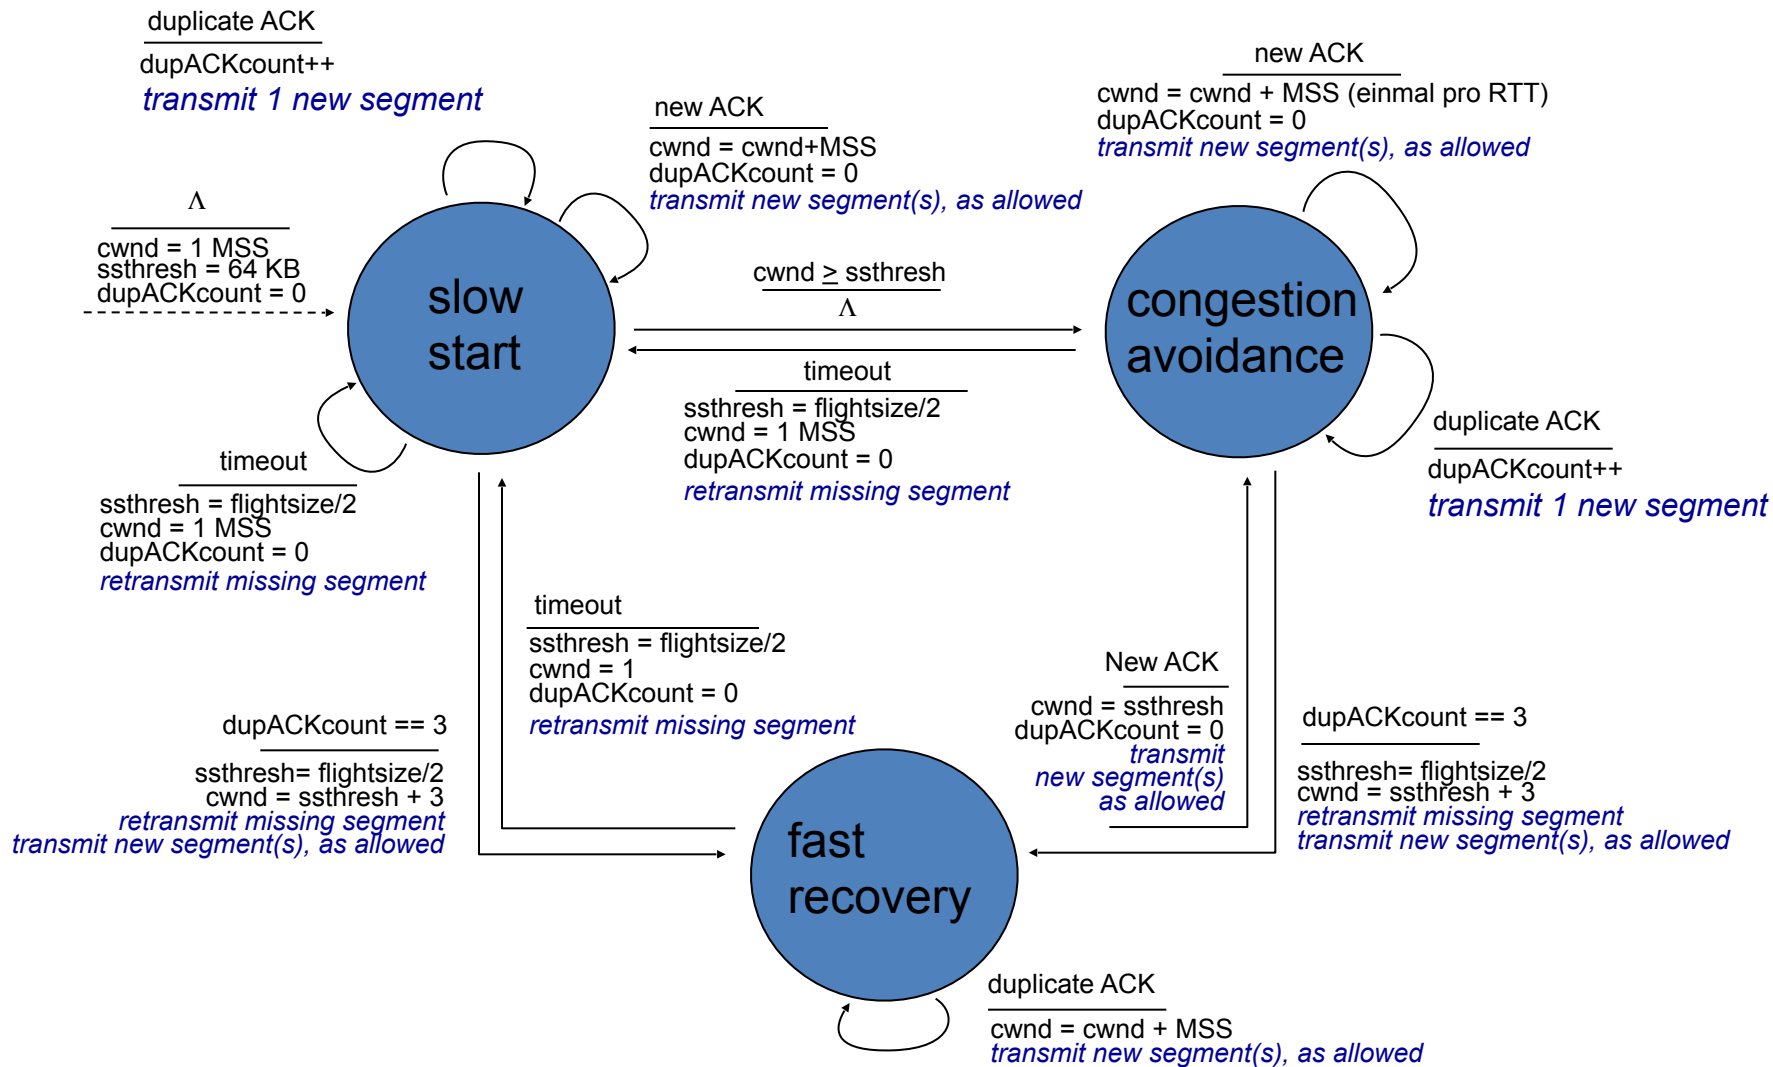 duplicate ACK
dupACKcount++
transmit 1 new segment
new ACK
cwnd = cwnd+MSS
dupACKcount = 0
transmit new segment(s), as allowed
new ACK
cwnd = cwnd + MSS (einmal pro RTT)
dupACKcount = 0
transmit new segment(s), as allowed
Λ
cwnd = 1 MSS
ssthresh = 64 KB
dupACKcount = 0
slow
start
cwnd ≥ ssthresh
Λ
congestion
avoidance
timeout
ssthresh = flightsize/2
cwnd = 1 MSS
dupACKcount = 0
retransmit missing segment
duplicate ACK
dupACKcount++
transmit 1 new segment
timeout
ssthresh = flightsize/2
cwnd = 1 MSS
dupACKcount = 0
retransmit missing segment
timeout
ssthresh = flightsize/2
cwnd = 1
dupACKcount = 0
retransmit missing segment
New ACK
cwnd = ssthresh
dupACKcount = 0
transmit
new segment(s)
as allowed
dupACKcount == 3
ssthresh= flightsize/2
cwnd = ssthresh + 3
retransmit missing segment
transmit new segment(s), as allowed
dupACKcount == 3
ssthresh= flightsize/2
cwnd = ssthresh + 3
retransmit missing segment
transmit new segment(s), as allowed
fast
recovery
duplicate ACK
cwnd = cwnd + MSS
transmit new segment(s), as allowed